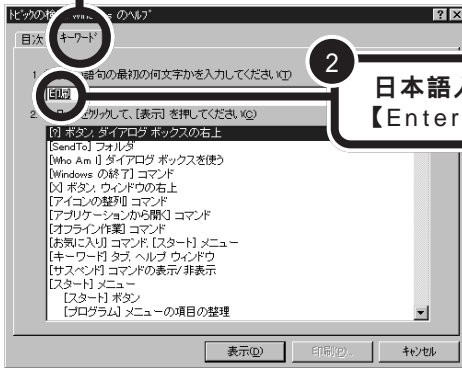 トピックの検 Windows のヘルプ
目次 キーワード
1 語句の最初の何文字かを入力してください(T)
2
日本語入
印刷
【Enter
2 クリックして、[表示] を押してください(C)
[?] ボタン, ダイアログ ボックスの右上
[SendTo] フォルダ
[Who Am I] ダイアログ ボックスを使う
[Windows の終了] コマンド
[X] ボタン, ウィンドウの右上
[アイコンの整列] コマンド
[アプリケーションから開く] コマンド
[オフライン作業] コマンド
[お気に入り] コマンド, [スタート] メニュー
[キーワード] タブ, ヘルプ ウィンドウ
[サスペンド] コマンドの表示/非表示
[スタート] メニュー
[スタート] ボタン
[プログラム] メニューの項目の整理
表示(D) 印刷(P)... キャンセル